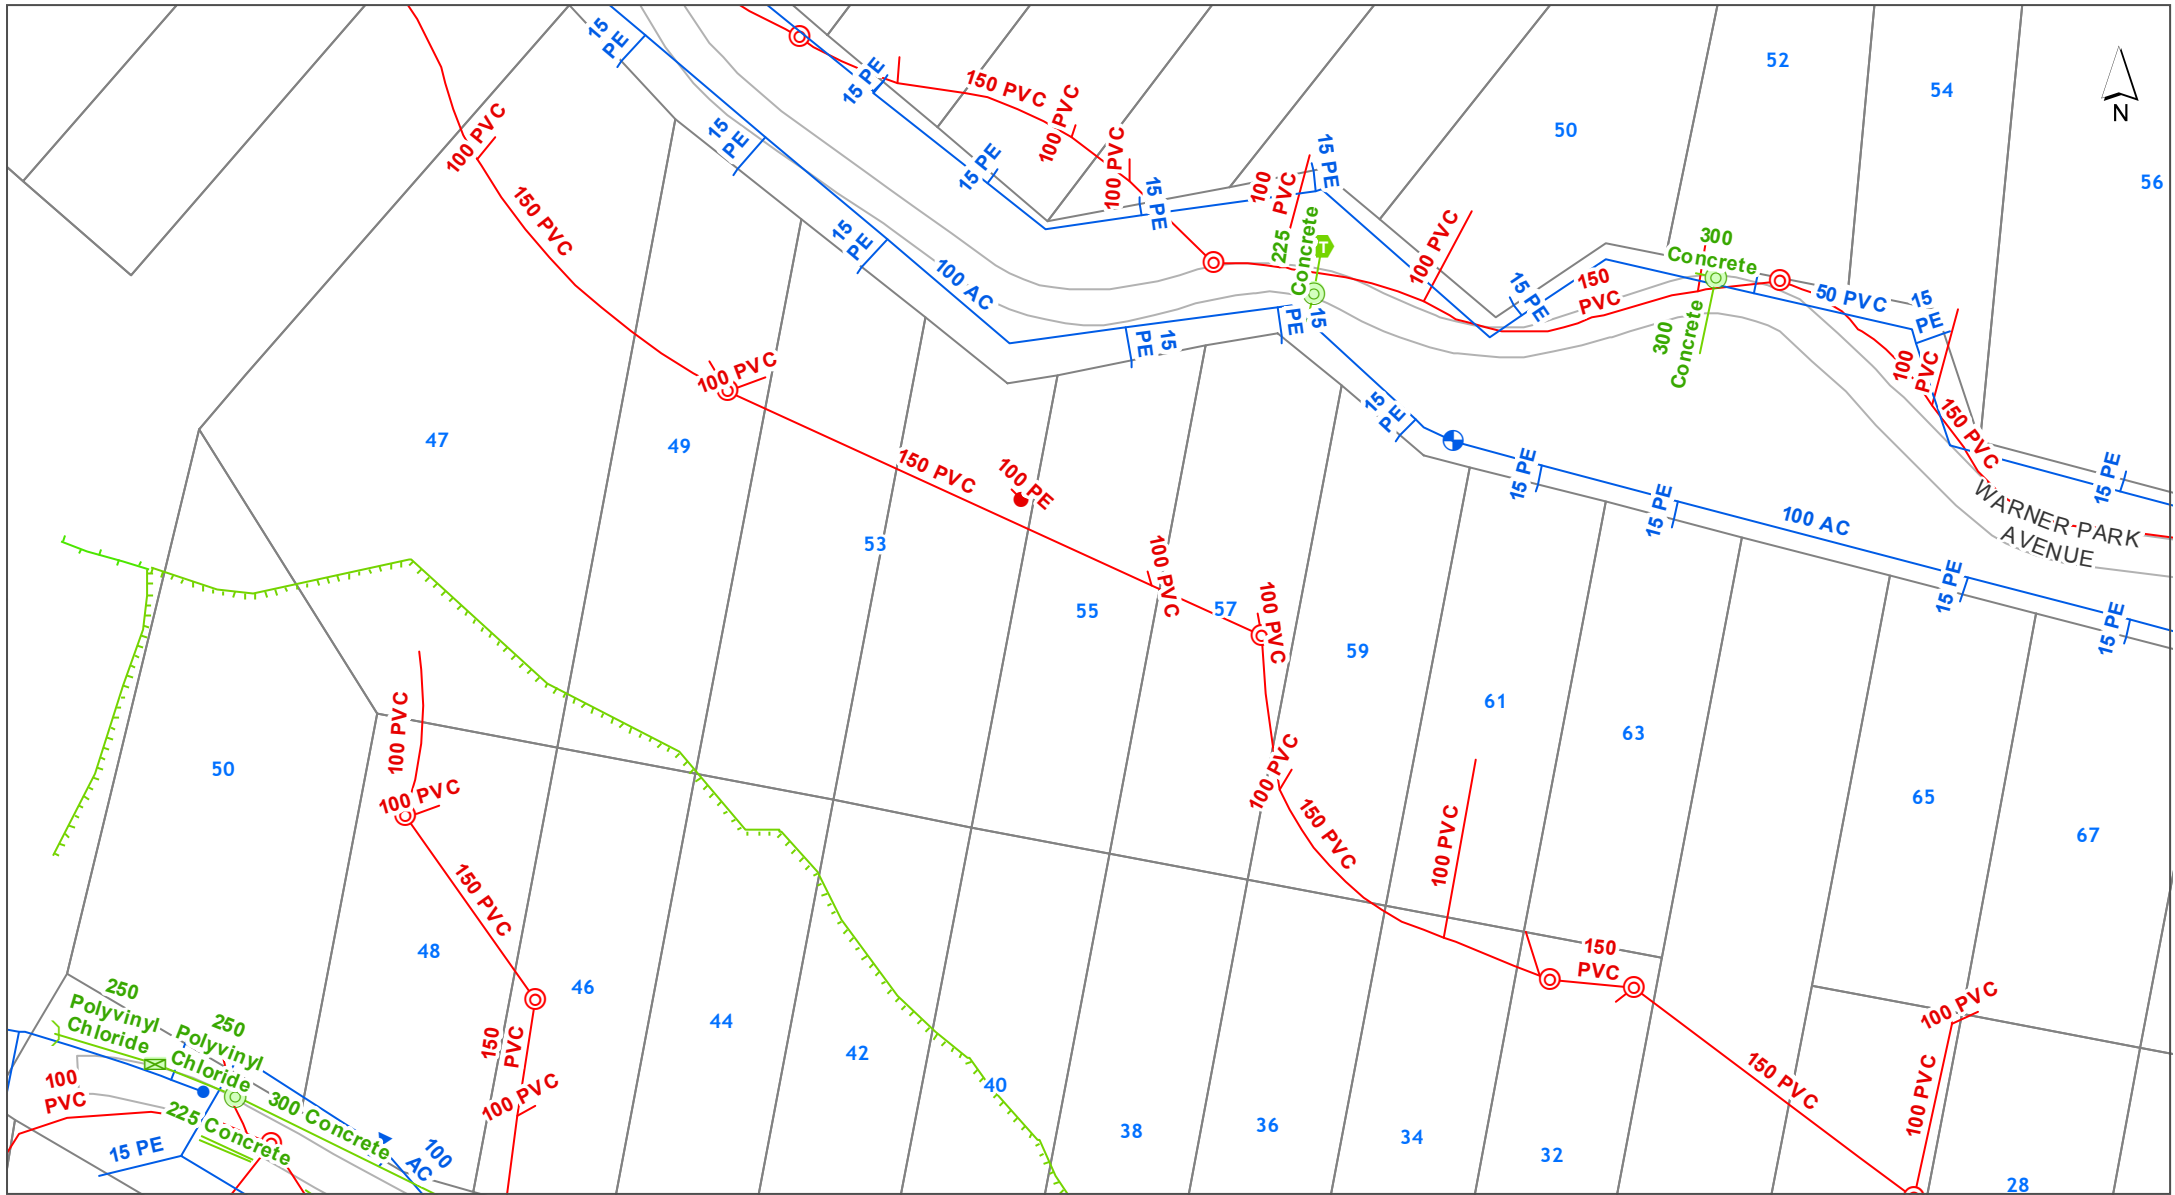 15
PE
15 PE
150 PVC
100 PVC
52
54
N
50
56
100 PVC
15
PE
15 PE
100 PVC
100 PVC
15 PE
15 PE
100
PVC
150 PVC
15
PE
100 AC
225
Concrete
T
100 PVC
300
Concrete
15 PE
150
PVC
50 PVC
15
PE
300
Concrete
15
PE
15
PE
100
PVC
100 PVC
15
PE
150 PVC
47
49
150 PVC
100 PE
15 PE
15 PE
15 PE
100 AC
WARNER PARK
AVENUE
53
100 PVC
55
57
100 PVC
59
15 PE
15 PE
61
63
100 PVC
50
100 PVC
100 PVC
65
67
150 PVC
100 PVC
48
150 PVC
46
44
42
40
150
PVC
100 PVC
150
PVC
100 PVC
150 PVC
100 PVC
38
36
34
32
28
250
Polyvinyl
Chloride
250
Polyvinyl
Chloride
100
PVC
300 Concrete
225 Concrete
15 PE
100
AC